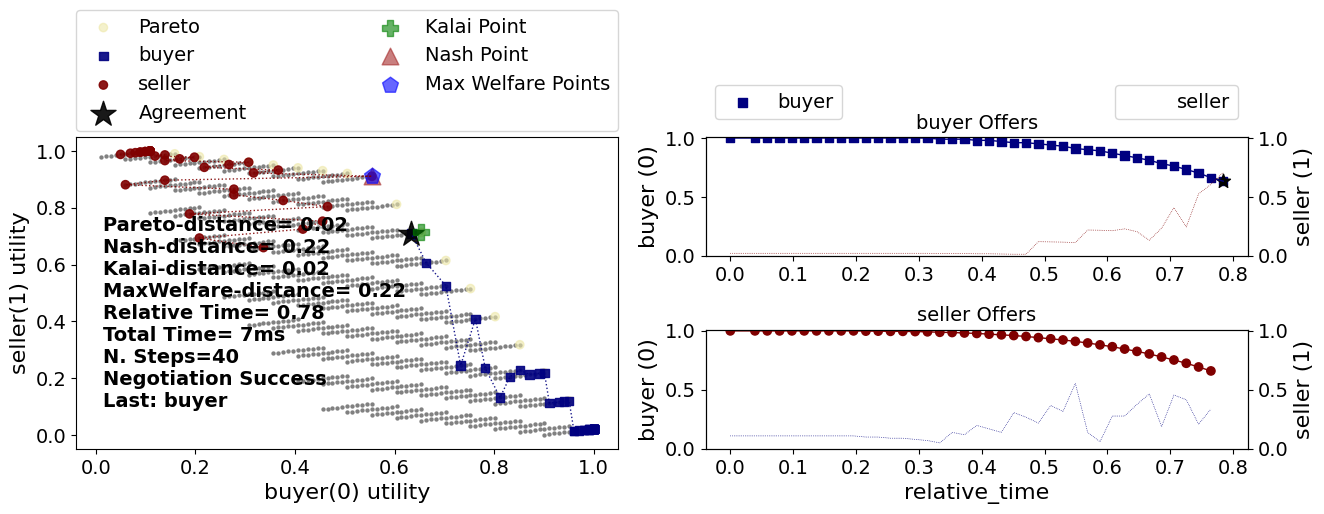 Pareto
buyer
seller
Agreement
Kalai Point
Nash Point
Max Welfare Points
1.0
0.8
0.6
0.4
0.2
0.0
seller(1) utility
Pareto-distance= 0.02
Nash-distance= 0.22
Kalai-distance= 0.02
MaxWelfare-distance= 0.22
Relative Time= 0.78
Total Time= 7ms
N. Steps=40
Negotiation Success
Last: buyer
0.0 0.2 0.4 0.6 0.8 1.0
buyer(0) utility
buyer
seller
buyer Offers
1.0
0.5
0.0
buyer (0)
1.0
0.5
0.0
seller (1)
0.0 0.1 0.2 0.3 0.4 0.5 0.6 0.7 0.8
seller Offers
1.0
0.5
0.0
buyer (0)
1.0
0.5
0.0
seller (1)
0.0 0.1 0.2 0.3 0.4 0.5 0.6 0.7 0.8
relative_time